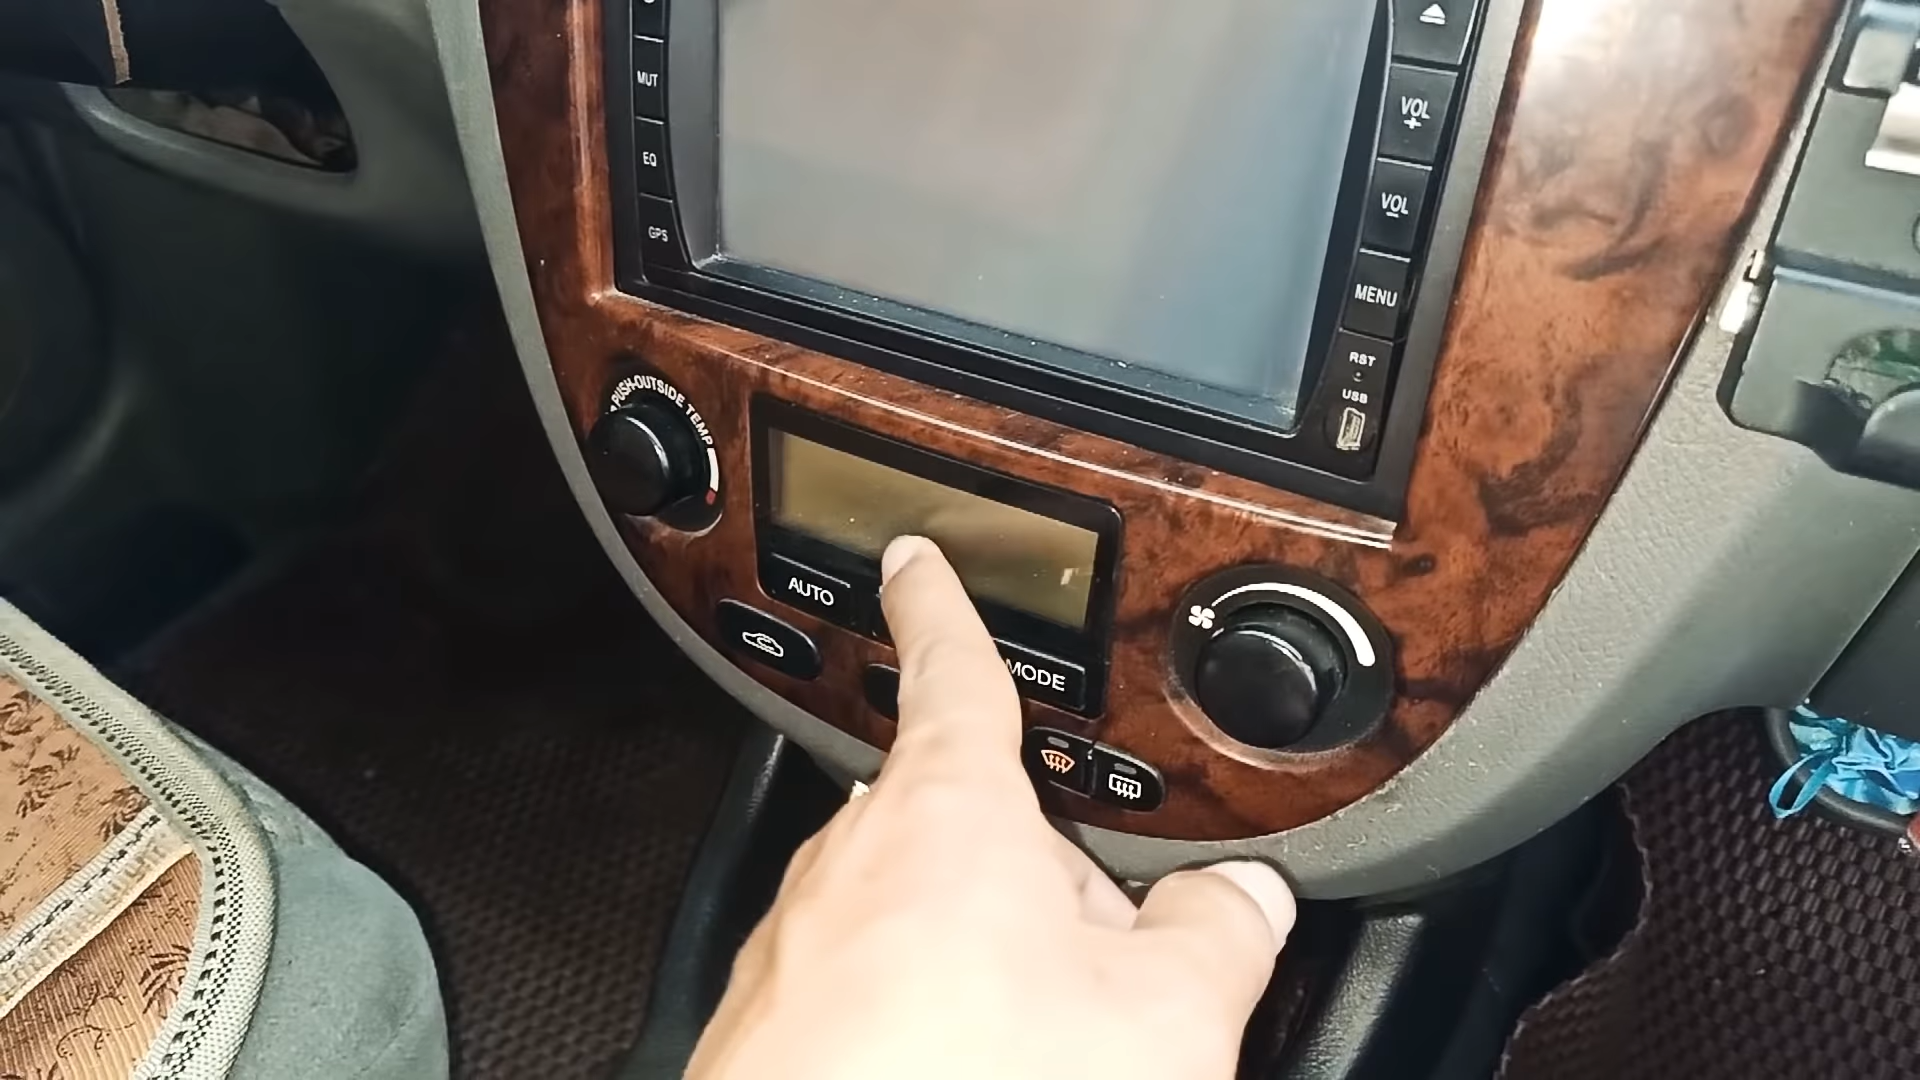 MUT
EQ
GPS
VOL
+
VOL
-
MENU
RST
USB
PUSH-OUTSIDE TEMP
AUTO
MODE